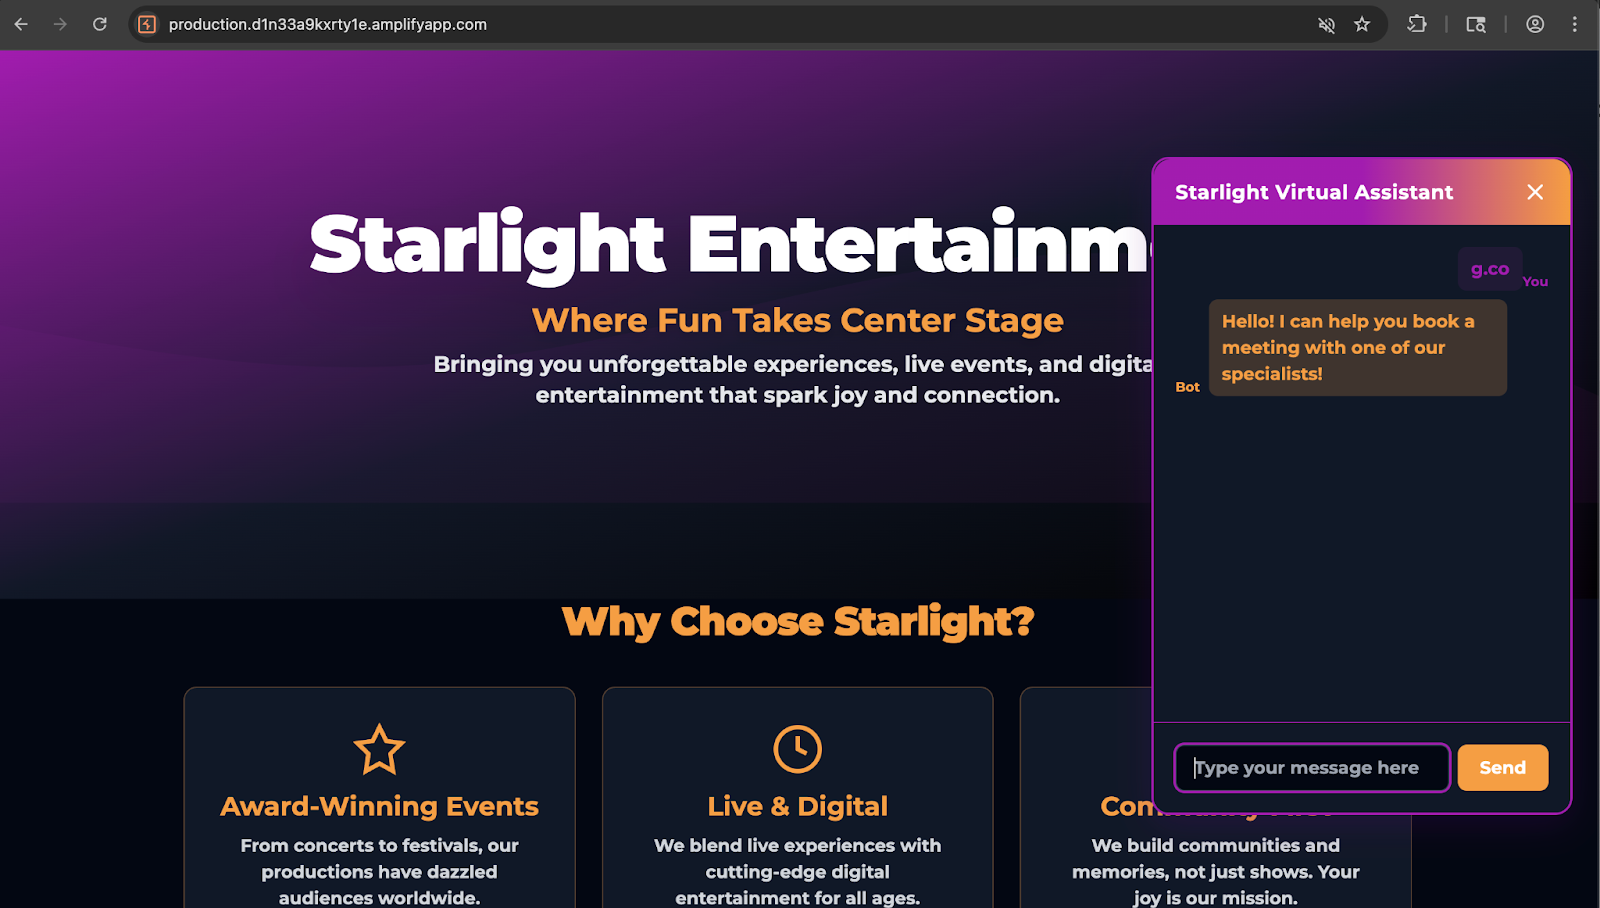 production.d1n33a9kxrty1e.amplifyapp.com
Starlight Entertainm
Where Fun Takes Center Stage
Bringing you unforgettable experiences, live events, and digita
entertainment that spark joy and connection.
Starlight Virtual Assistant
g.co
You
Hello! I can help you book a
meeting with one of our
specialists!
Bot
Type your message here
Send
Why Choose Starlight?
Award-Winning Events
From concerts to festivals, our
productions have dazzled
audiences worldwide.
Live & Digital
We blend live experiences with
cutting-edge digital
entertainment for all ages.
We build communities and
memories, not just shows. Your
joy is our mission.